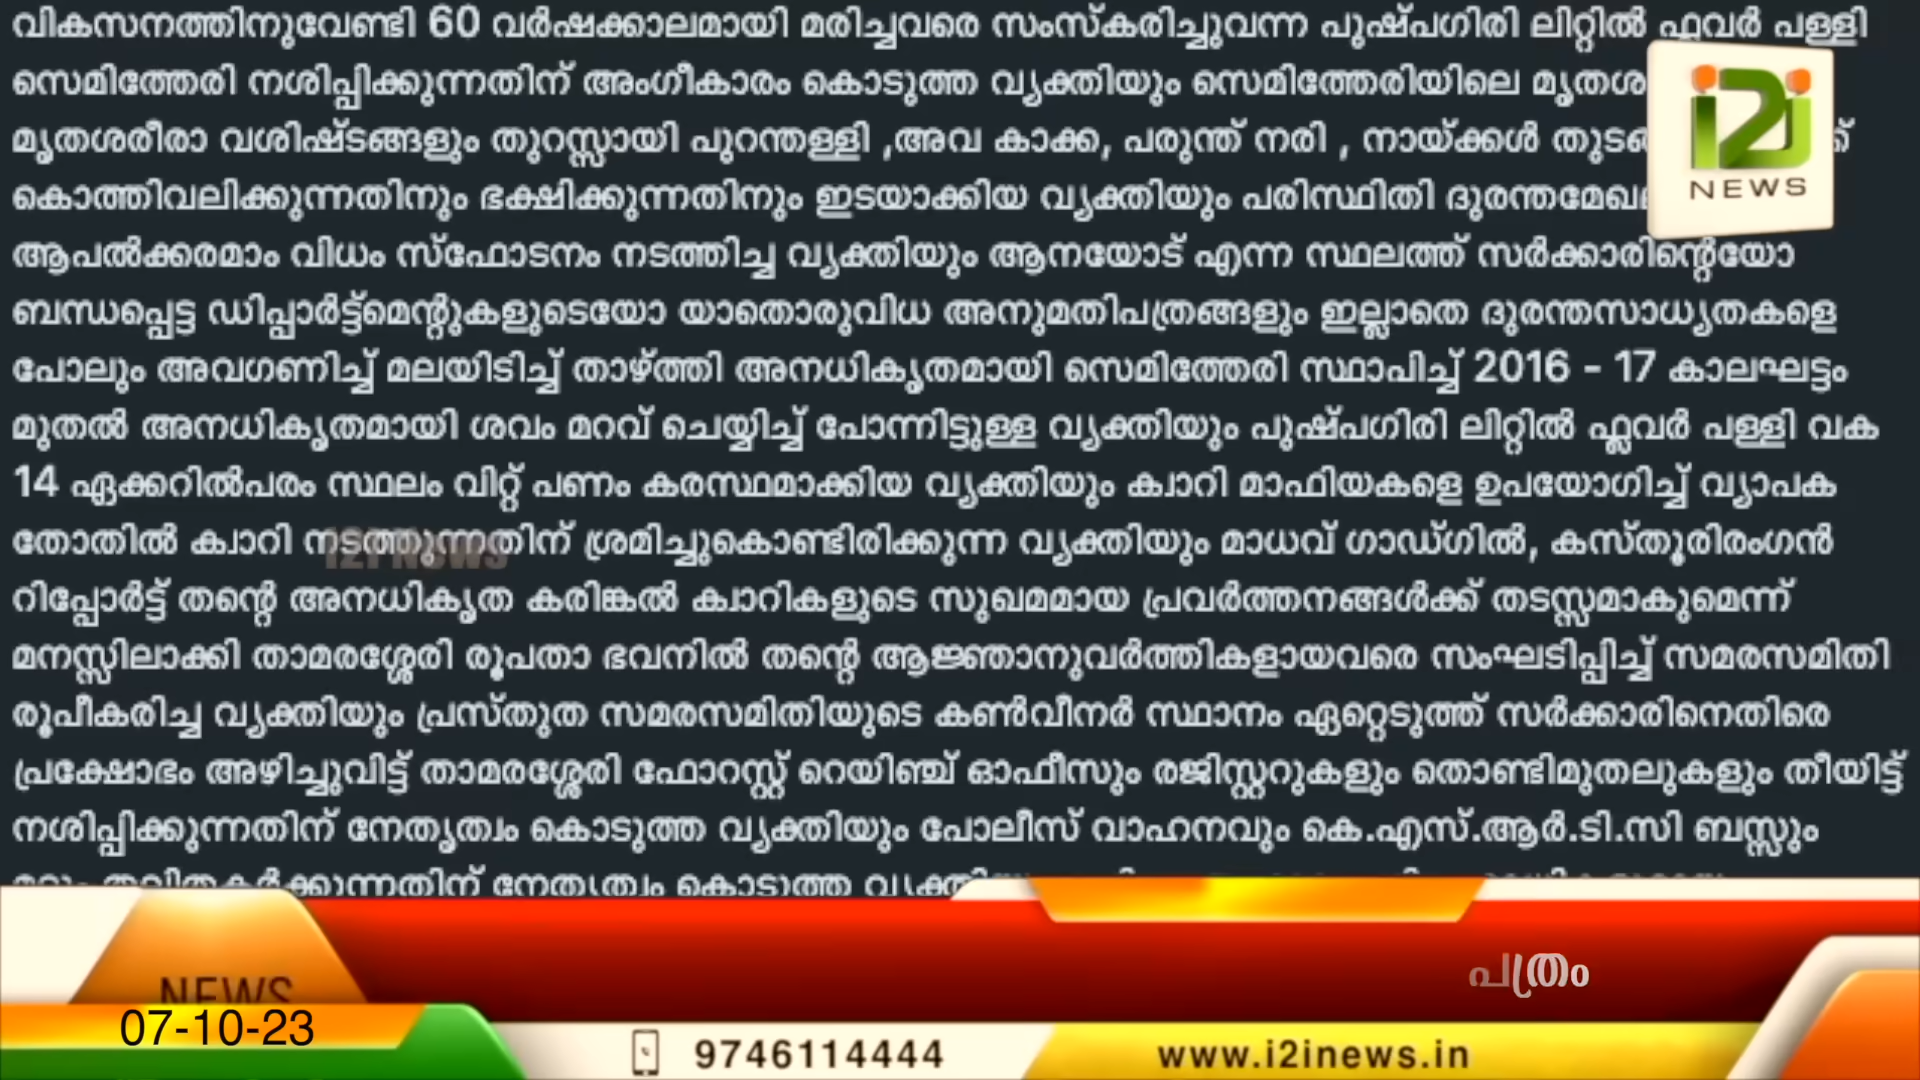 വികസനത്തിനുവേണ്ടി 60 വർഷക്കാലമായി മരിച്ചവരെ സംസ്കരിച്ചുവന്ന പുഷ്പഗിരി ലിറ്റിൽ ഫ്ലവർ പള്ളി
സെമിത്തേരി നശിപ്പിക്കുന്നതിന് അംഗീകാരം കൊടുത്ത വ്യക്തിയും സെമിത്തേരിയിലെ
മൃതശരീരാ വശിഷ്ടങ്ങളും തുറസ്സായി പുറന്തള്ളി ,അവ കാക്ക, പരുന്ത് നരി , നായ്ക്കൾ
കൊത്തിവലിക്കുന്നതിനും ഭക്ഷിക്കുന്നതിനും ഇടയാക്കിയ വ്യക്തിയും പരിസ്ഥിതി
ആപൽക്കരമാം വിധം സ്ഫോടനം നടത്തിച്ച വ്യക്തിയും ആനയോട് എന്ന സ്ഥലത്ത് സർക്കാരിന്റെയോ
ബന്ധപ്പെട്ട ഡിപ്പാർട്ട്മെന്റുകളുടെയോ യാതൊരുവിധ അനുമതിപത്രങ്ങളും ഇല്ലാതെ ദുരന്തസാധ്യതകളെ
പോലും അവഗണിച്ച് മലയിടിച്ച് താഴ്ത്തി അനധികൃതമായി സെമിത്തേരി സ്ഥാപിച്ച് 2016 - 17 കാലഘട്ടം
മുതൽ അനധികൃതമായി ശവം മറവ് ചെയ്യിച്ച് പോന്നിട്ടുള്ള വ്യക്തിയും പുഷ്പഗിരി ലിറ്റിൽ ഫ്ലവർ പള്ളി വക
14 ഏക്കറിൽപരം സ്ഥലം വിറ്റ് പണം കരസ്ഥമാക്കിയ വ്യക്തിയും ക്വാറി മാഫിയകളെ ഉപയോഗിച്ച് വ്യാപക
തോതിൽ ക്വാറി നടത്തുന്നതിന് ശ്രമിച്ചുകൊണ്ടിരിക്കുന്ന വ്യക്തിയും മാധവ് ഗാഡ്ഗിൽ, കസ്തൂരിരംഗൻ
റിപ്പോർട്ട് തന്റെ അനധികൃത കരിങ്കൽ ക്വാറികളുടെ സുഖമമായ പ്രവർത്തനങ്ങൾക്ക് തടസ്സമാകുമെന്ന്
മനസ്സിലാക്കി താമരശ്ശേരി രൂപതാ ഭവനിൽ തന്റെ ആജ്ഞാനുവർത്തികളായവരെ സംഘടിപ്പിച്ച് സമരസമിതി
രൂപീകരിച്ച വ്യക്തിയും പ്രസ്തുത സമരസമിതിയുടെ കൺവീനർ സ്ഥാനം ഏറ്റെടുത്ത് സർക്കാരിനെതിരെ
പ്രക്ഷോഭം അഴിച്ചുവിട്ട് താമരശ്ശേരി ഫോറസ്റ്റ് റെയിഞ്ച് ഓഫീസും രജിസ്റ്ററുകളും തൊണ്ടിമുതലുകളും തീയിട്ട്
നശിപ്പിക്കുന്നതിന് നേതൃത്വം കൊടുത്ത വ്യക്തിയും പോലീസ് വാഹനവും കെ.എസ്.ആർ.ടി.സി ബസ്സും
i2i
NEWS
i2i News
പത്രം
NEWS
07-10-23
9746114444
www.i2inews.in